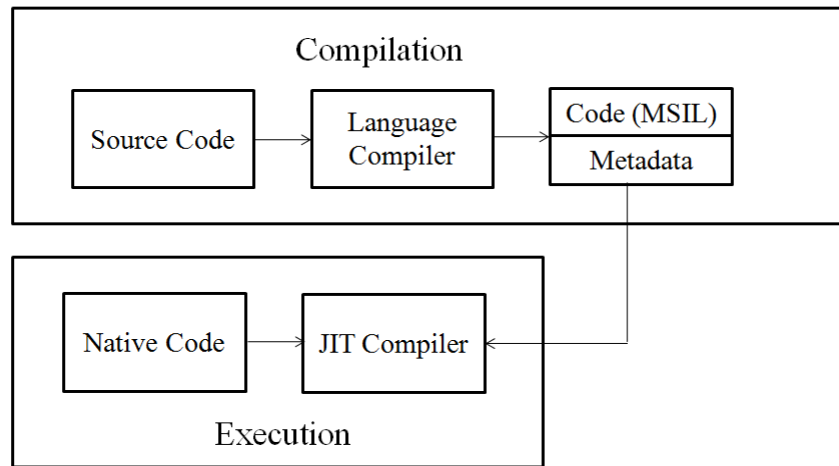 Compilation
Source Code
Language
Compiler
Code (MSIL)
Metadata
Native Code
JIT Compiler
Execution